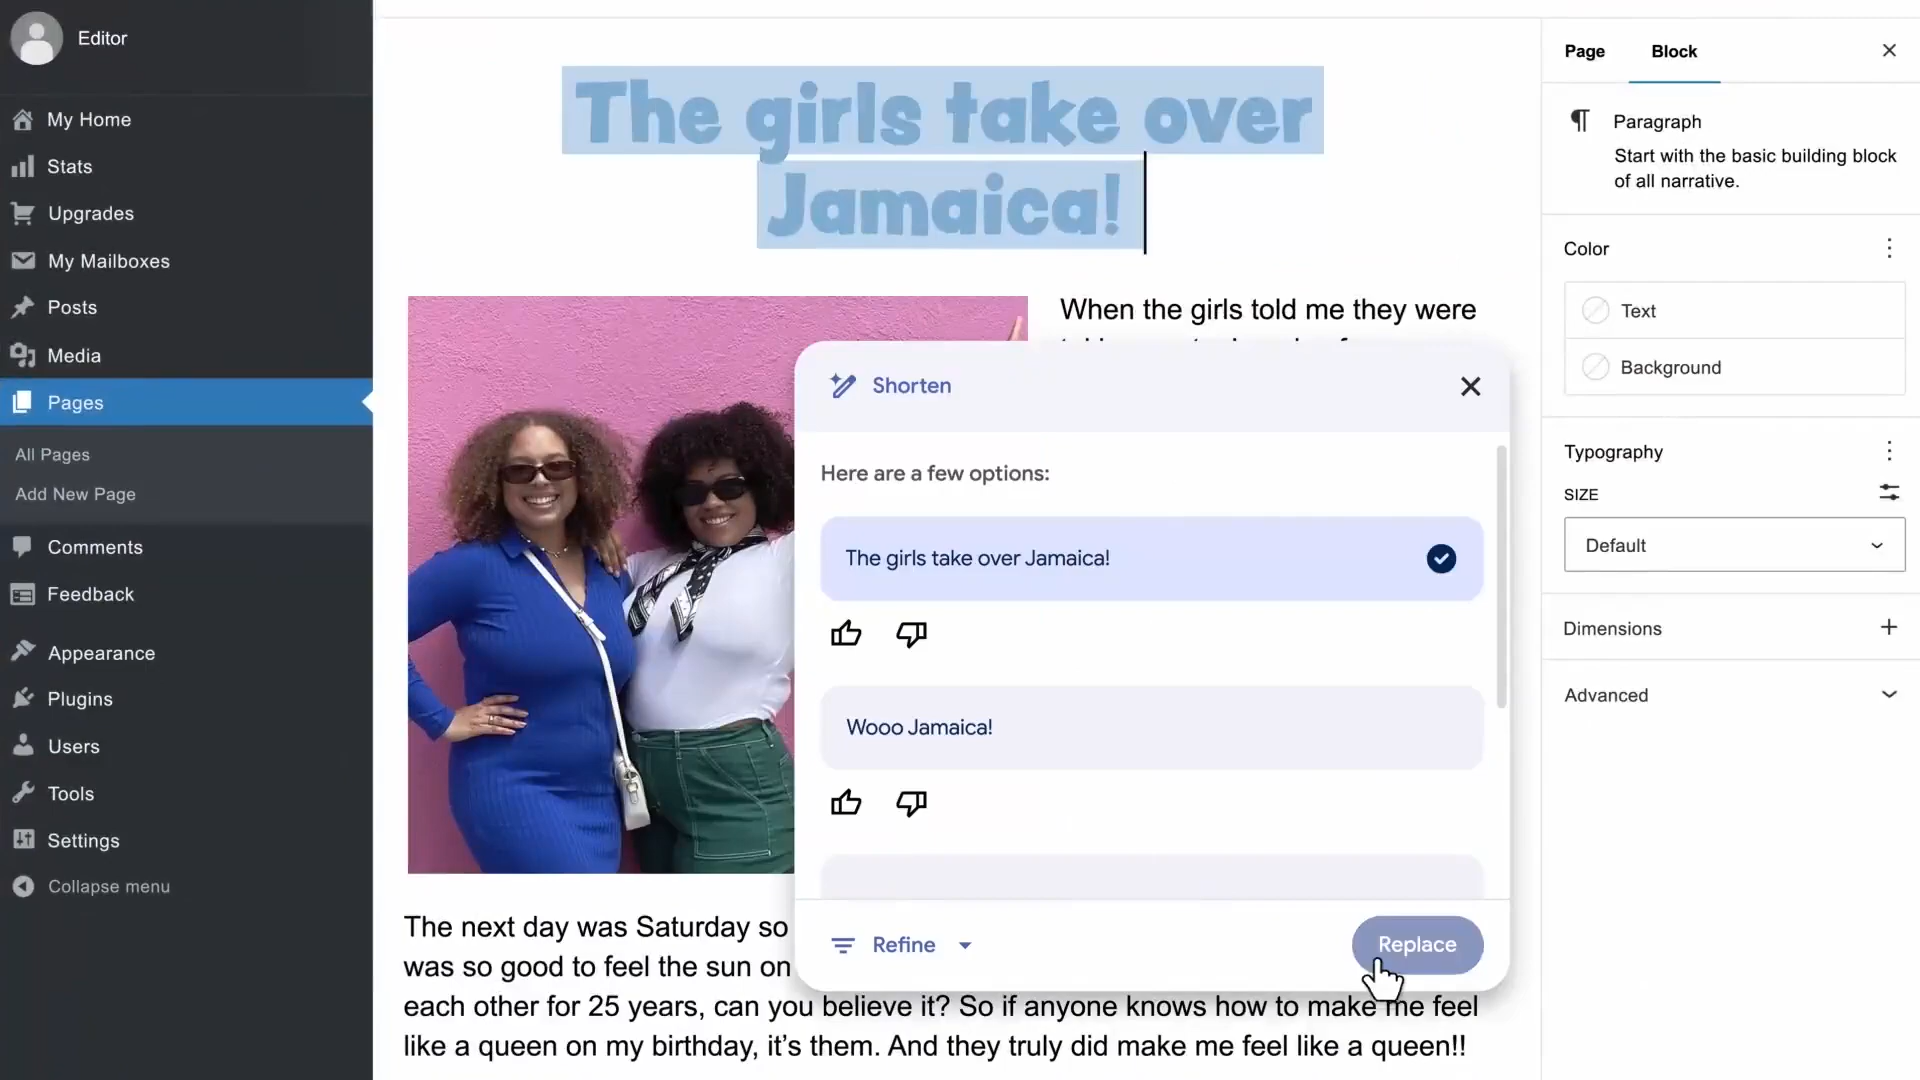 Editor
My Home
Stats
Upgrades
My Mailboxes
Posts
Media
Pages
All Pages
Add New Page
Comments
Feedback
Appearance
Plugins
Users
Tools
Settings
Collapse menu
The girls take over
Jamaica!
When the girls told me they were
Shorten
Here are a few options:
The girls take over Jamaica!
Wooo Jamaica!
Refine
Replace
The next day was Saturday so
was so good to feel the sun on
each other for 25 years, can you believe it? So if anyone knows how to make me feel
like a queen on my birthday, it’s them. And they truly did make me feel like a queen!!
Page
Block
Paragraph
Start with the basic building block
of all narrative.
Color
Text
Background
Typography
SIZE
Default
Dimensions
Advanced